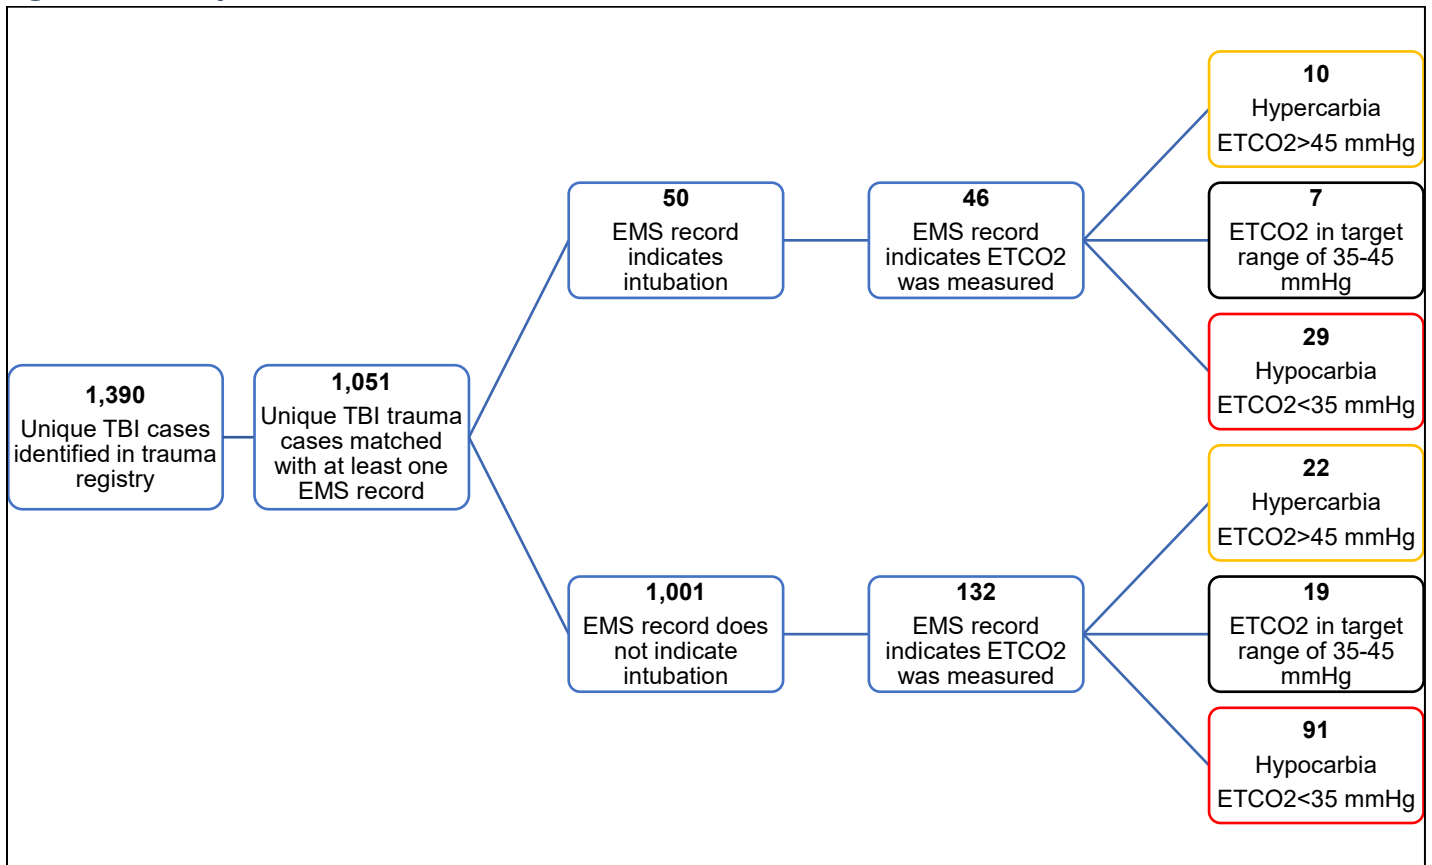 1,390
Unique TBI cases
identified in trauma
registry
1,051
Unique TBI trauma
cases matched
with at least one
EMS record
50
EMS record
indicates
intubation
46
EMS record
indicates ETCO2
was measured
10
Hypercarbia
ETCO2>45 mmHg
7
ETCO2 in target
range of 35-45
mmHg
29
Hypocarbia
ETCO2<35 mmHg
1,001
EMS record does
not indicate
intubation
132
EMS record
indicates ETCO2
was measured
22
Hypercarbia
ETCO2>45 mmHg
19
ETCO2 in target
range of 35-45
mmHg
91
Hypocarbia
ETCO2<35 mmHg